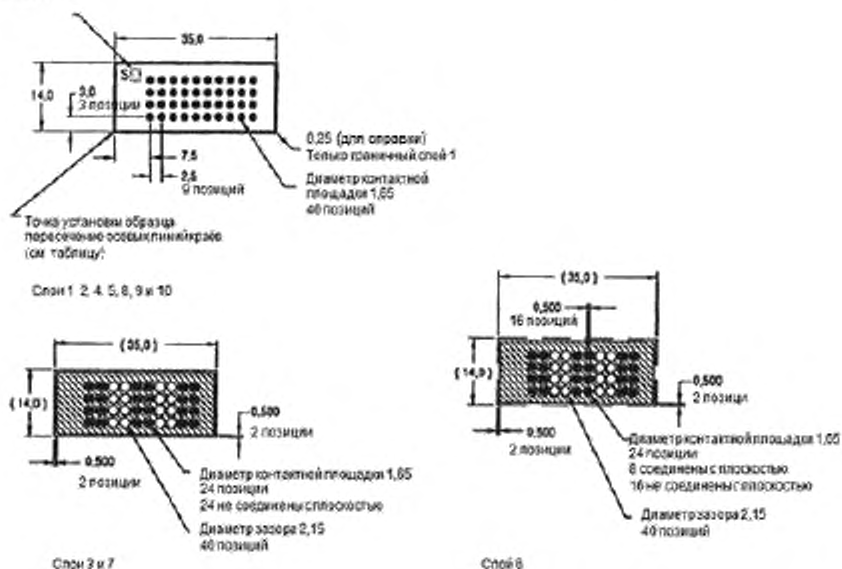 35,0
S
14,0
3,0
3 позиции
7,5
2,5
9 позиций
0,25 (для справки)
Только граничный слой 1
Диаметр контактной
площадки 1,65
40 позиций
Точка установки образца
пересечение осевых линий краёв
(см таблицу)
Слои 1 2, 4. 5, 8, 9 и 10
(35,0)
(14,0)
0,500
2 позиции
0,500
2 позиции
Диаметр контактной площадки 1,65
24 позиции
24 не соединены с плоскостью
Диаметр зазора 2,15
40 позиций
Слои 3 и 7
(35,0)
0,500
16 позиций
(14,0)
0,500
2 позици
0,500
2 позиции
Диаметр контактной площадки 1,65
24 позиции
8 соединены с плоскостью
16 не соединены с плоскостью
Диаметр зазора 2,15
40 позиций
Слой 6